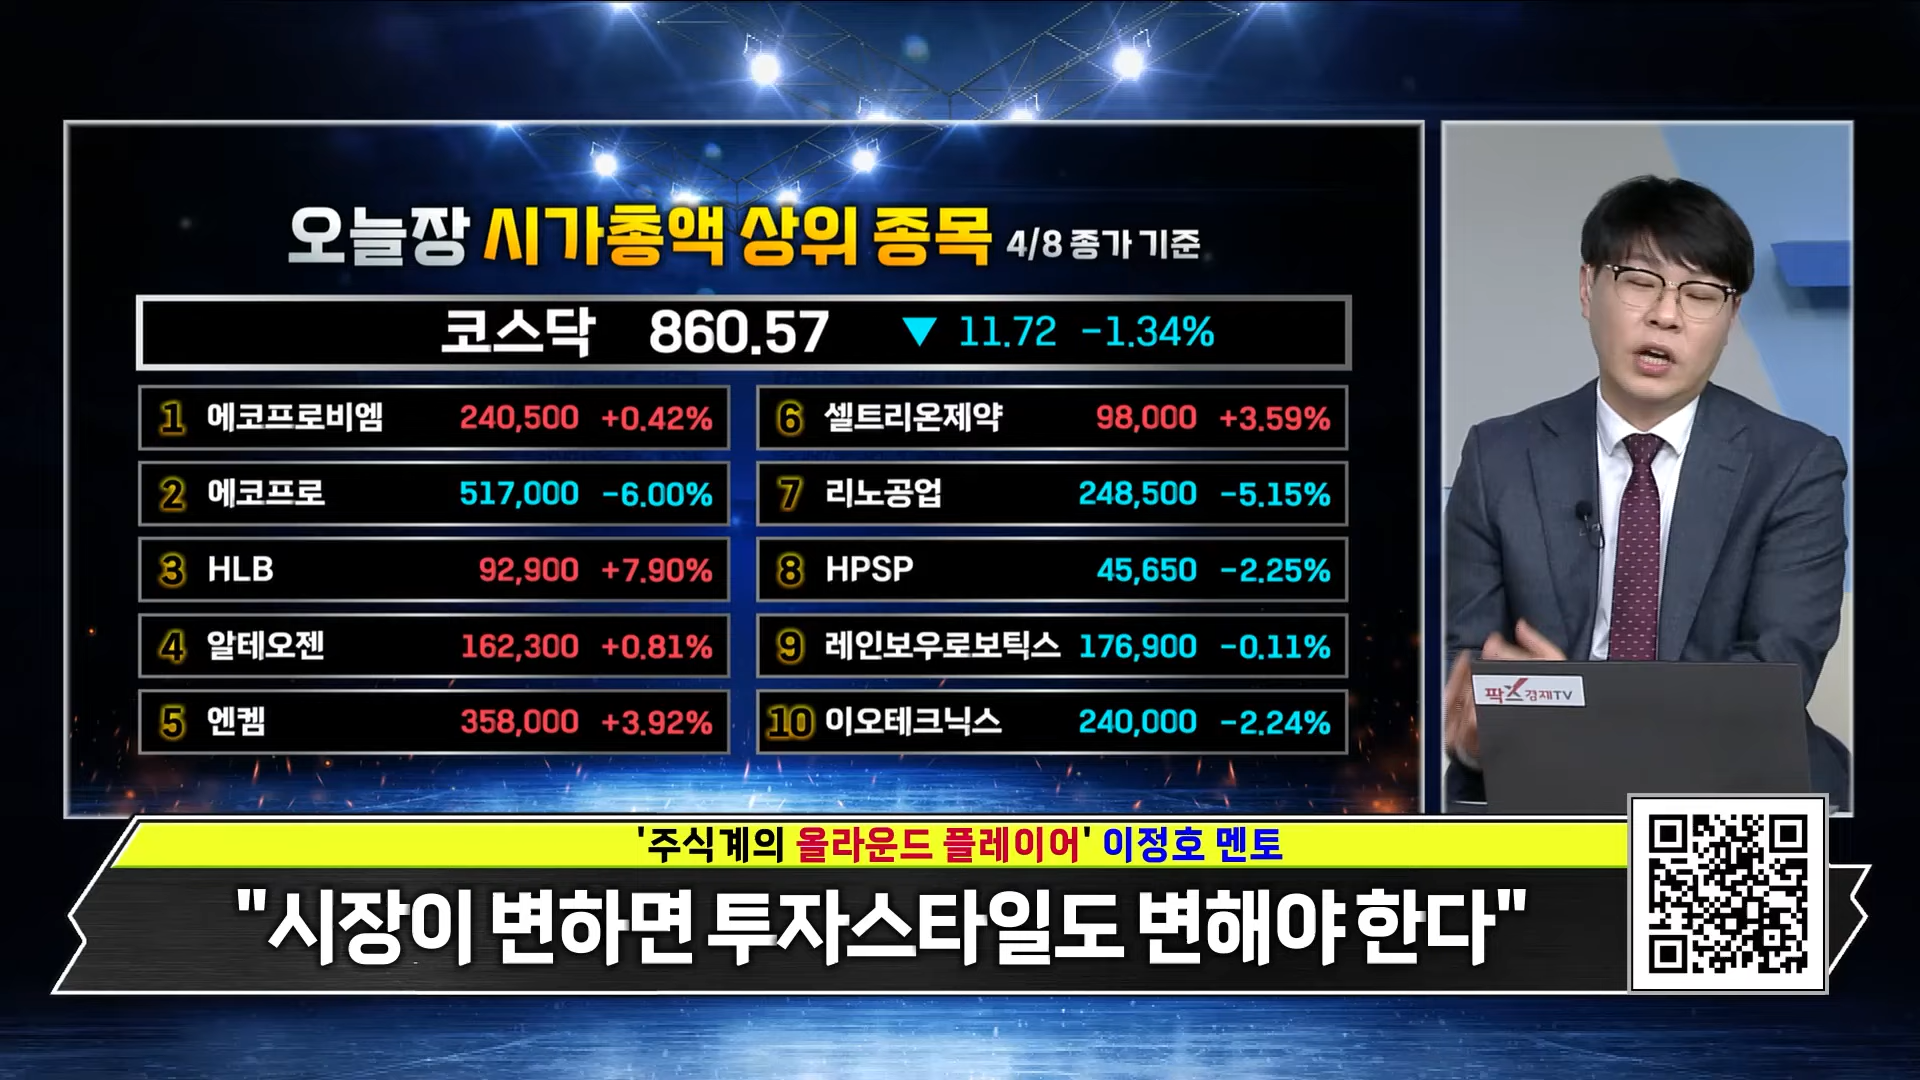 오늘장 시가총액 상위 종목 4/8 종가 기준
코스닥 860.57 ▼ 11.72 -1.34%
1 에코프로비엠 240,500 +0.42%
2 에코프로 517,000 -6.00%
3 HLB 92,900 +7.90%
4 알테오젠 162,300 +0.81%
5 엔켐 358,000 +3.92%
6 셀트리온제약 98,000 +3.59%
7 리노공업 248,500 -5.15%
8 HPSP 45,650 -2.25%
9 레인보우로보틱스 176,900 -0.11%
10 이오테크닉스 240,000 -2.24%
팍스경제TV
'주식계의 올라운드 플레이어' 이정호 멘토
"시장이 변하면 투자스타일도 변해야 한다"